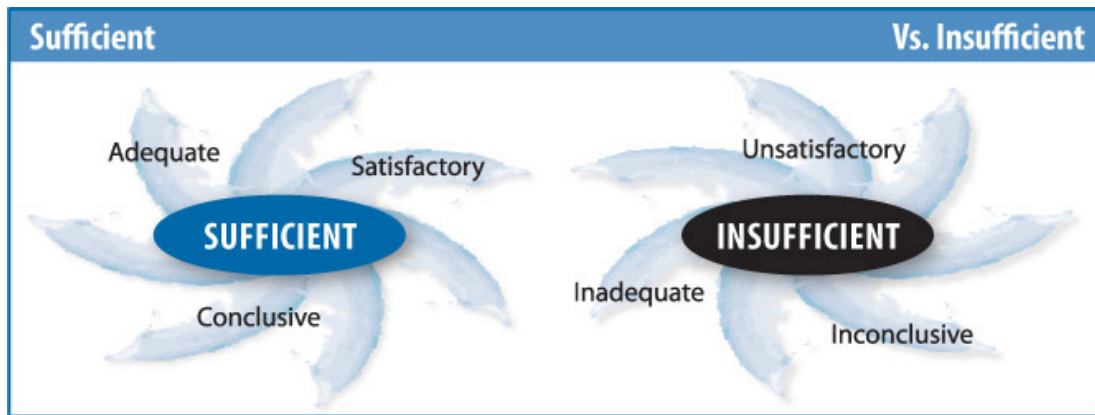 Sufficient
Vs. Insufficient
Adequate
Satisfactory
SUFFICIENT
Conclusive
Unsatisfactory
INSUFFICIENT
Inadequate
Inconclusive